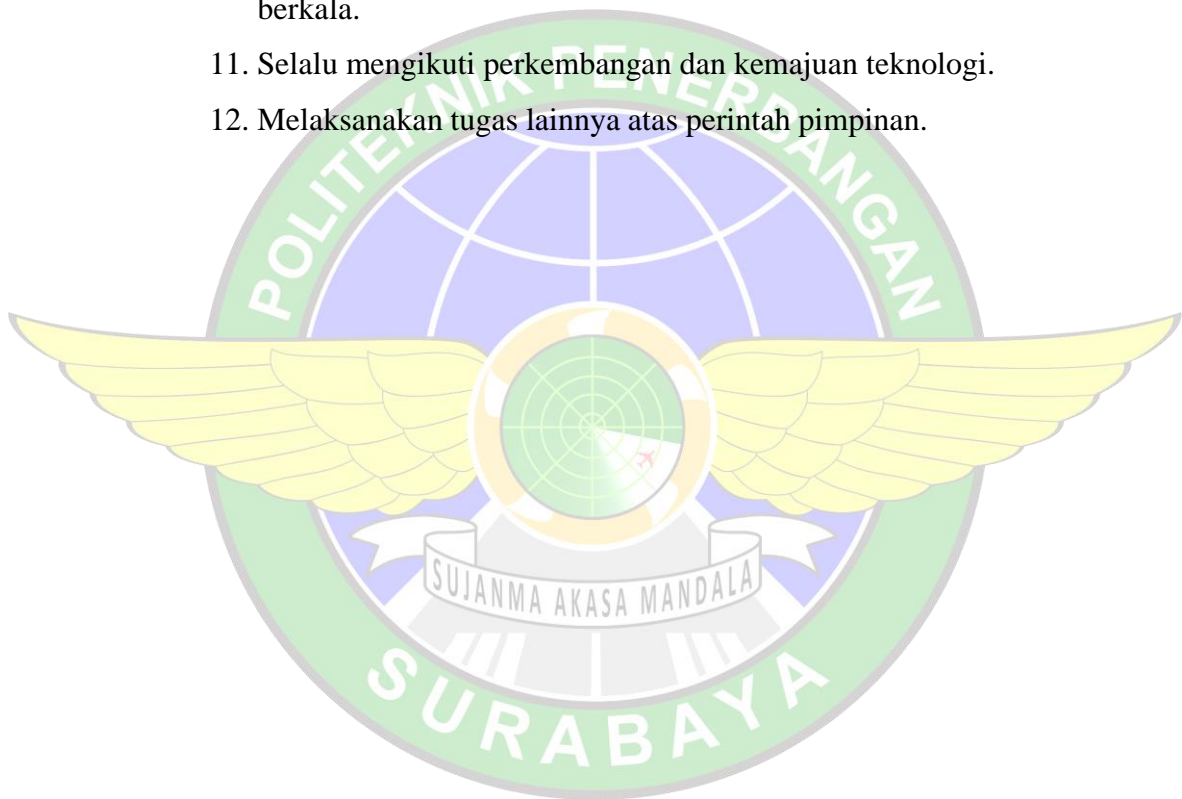 berkala.
11. Selalu mengikuti perkembangan dan kemajuan teknologi.
12. Melaksanakan tugas lainnya atas perintah pimpinan.
POLITEKNIK PENERBANGAN
SUJANMA AKASA MANDALA
SURABAYA